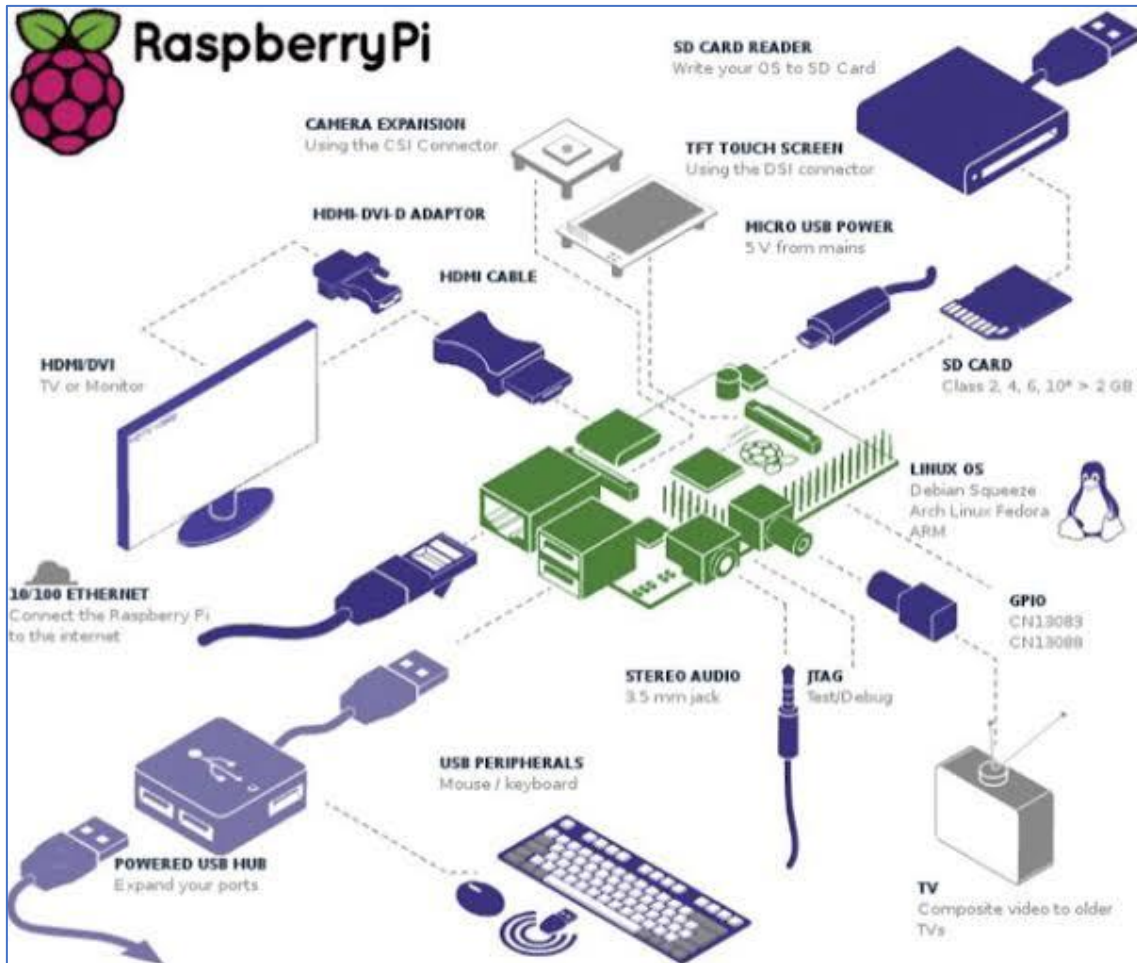 RaspberryPi
SD CARD READER
Write your OS to SD Card
CAMERA EXPANSION
Using the CSI Connector
TFT TOUCH SCREEN
Using the DSI connector
HDMI-DVI-D ADAPTOR
MICRO USB POWER
5 V from mains
HDMI CABLE
HDMI/DVI
TV or Monitor
SD CARD
Class 2, 4, 6, 10* > 2 GB
LINUX OS
Debian Squeeze
Arch Linux Fedora
ARM
10/100 ETHERNET
Connect the Raspberry Pi
to the internet
GPIO
CN13083
CN13088
STEREO AUDIO
3.5 mm jack
JTAG
Test/Debug
USB PERIPHERALS
Mouse / keyboard
POWERED USB HUB
Expand your ports
TV
Composite video to older
TVs